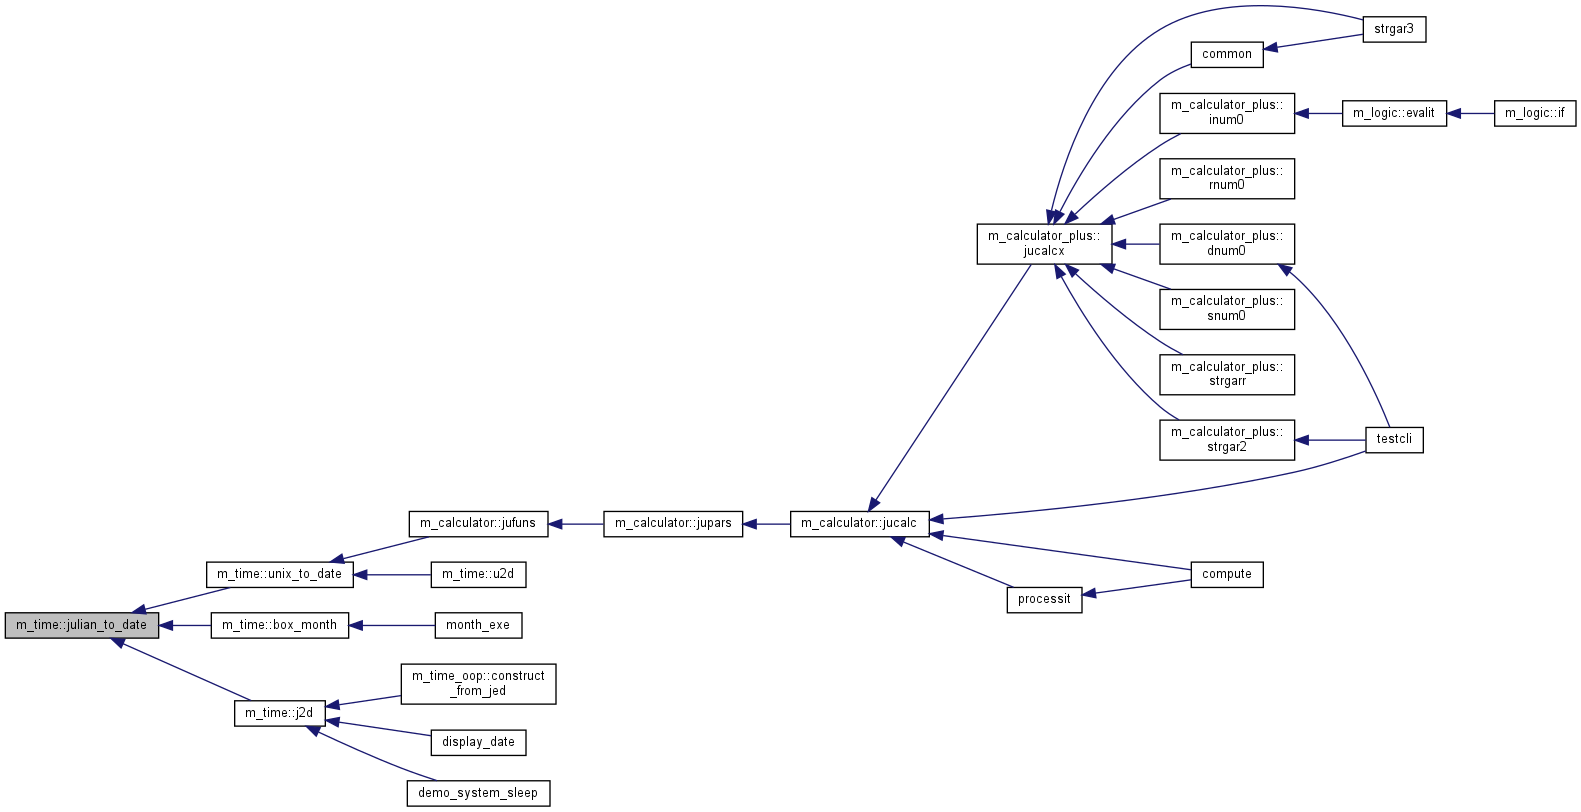 strgar3
common
m_calculator_plus::
inum0
m_logic::evalit
m_logic::if
m_calculator_plus::
rnum0
m_calculator_plus::
jucalcx
m_calculator_plus::
dnum0
m_calculator_plus::
snum0
m_calculator_plus::
strgarr
m_calculator_plus::
strgar2
testcli
m_calculator::jufuns
m_calculator::jupars
m_calculator::jucalc
m_time::unix_to_date
m_time::u2d
compute
processit
m_time::julian_to_date
m_time::box_month
month_exe
m_time_oop::construct
_from_jed
m_time::j2d
display_date
demo_system_sleep